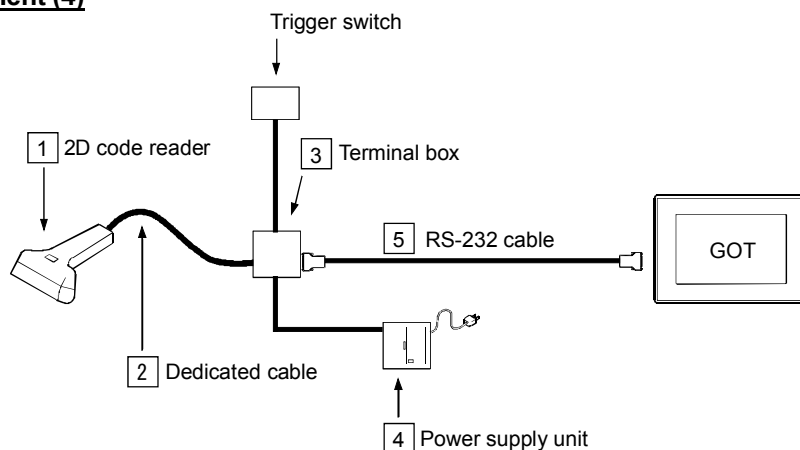 Trigger switch
1 2D code reader
3 Terminal box
5 RS-232 cable
GOT
2 Dedicated cable
4 Power supply unit